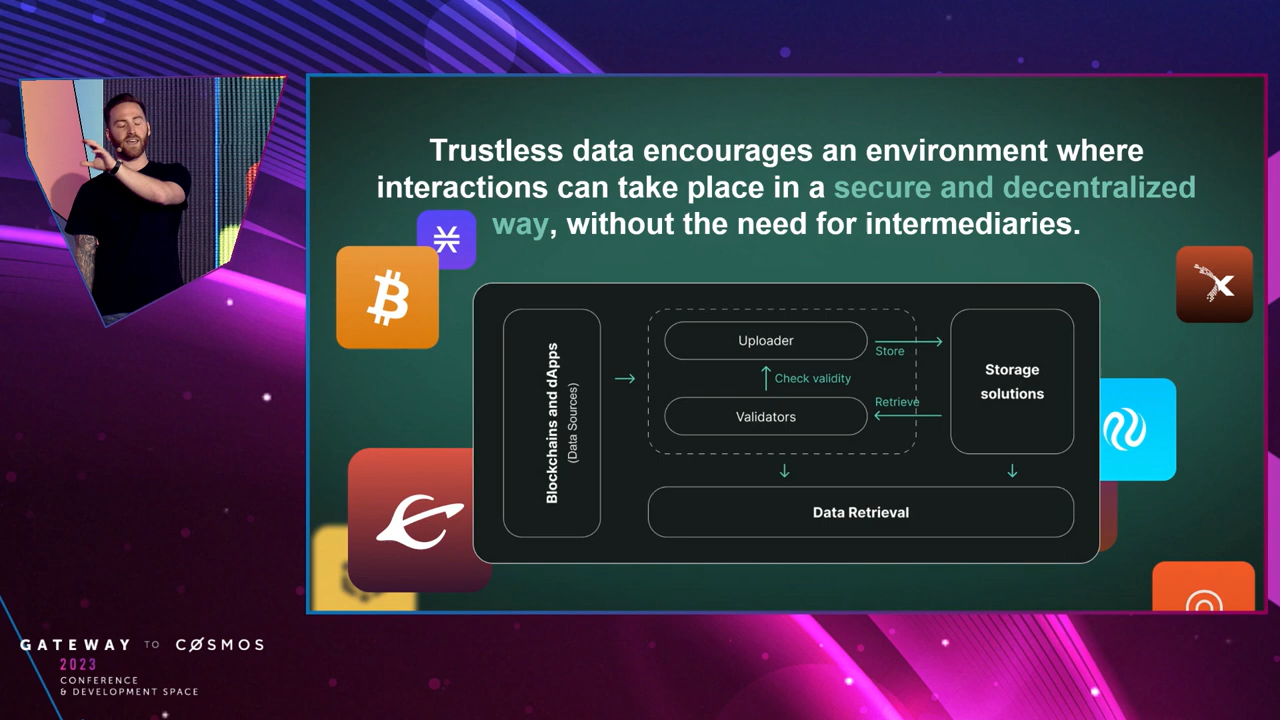 Trustless data encourages an environment where
interactions can take place in a secure and decentralized
way, without the need for intermediaries.
Blockchains and dApps
(Data Sources)
Uploader
Store
Check validity
Retrieve
Validators
Storage
solutions
Data Retrieval
GATEWAY TO COSMOS
2023
CONFERENCE
& DEVELOPMENT SPACE